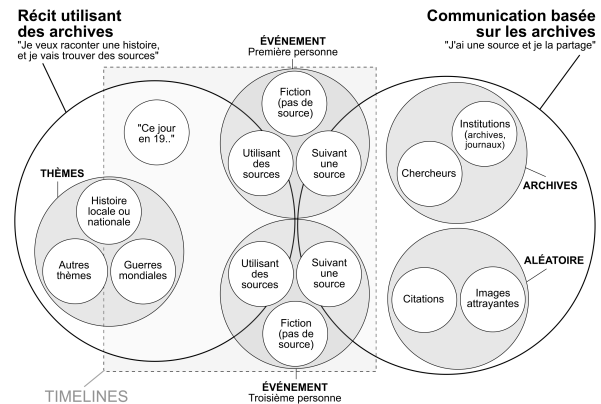 Récit utilisant
des archives
"Je veux raconter une histoire,
et je vais trouver des sources"
Communication basée
sur les archives
"J'ai une source et je la partage"
ÉVÉNEMENT
Première personne
Fiction
(pas de
source)
Utilisant
des
sources
Suivant
une
source
"Ce jour
en 19.."
THÈMES
Histoire
locale ou
nationale
Autres
thèmes
Guerres
mondiales
Institutions
(archives,
journaux)
Chercheurs
ARCHIVES
Utilisant
des
sources
Suivant
une
source
Fiction
(pas de
source)
ALÉATOIRE
Citations
Images
attrayantes
ÉVÉNEMENT
Troisième personne
TIMELINES